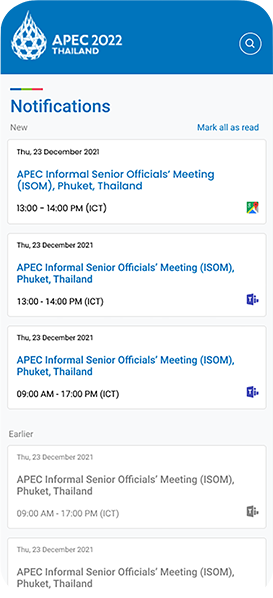 APEC 2022
THAILAND
Notifications
New
Mark all as read
Thu, 23 December 2021
APEC Informal Senior Officials' Meeting
(ISOM), Phuket, Thailand
13:00 - 14:00 PM (ICT)
Thu, 23 December 2021
APEC Informal Senior Officials' Meeting (ISOM),
Phuket, Thailand
13:00 - 14:00 PM (ICT)
Thu, 23 December 2021
APEC Informal Senior Officials' Meeting (ISOM),
Phuket, Thailand
09:00 AM - 17:00 PM (ICT)
Earlier
Thu, 23 December 2021
APEC Informal Senior Officials' Meeting (ISOM),
Phuket, Thailand
09:00 AM - 17:00 PM (ICT)
Thu, 23 December 2021
APEC Informal Senior Officials' Meeting (ISOM),
Phuket, Thailand